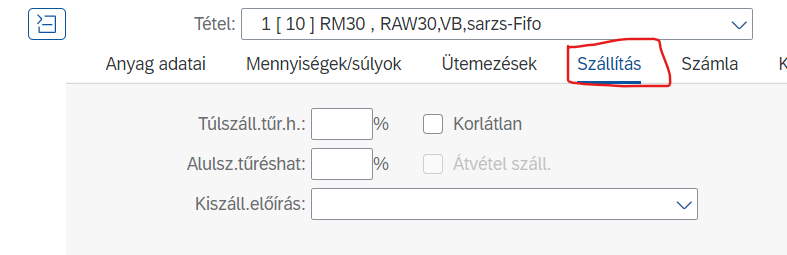 Tétel: 1 [ 10 ] RM30 , RAW30,VB,sarzs-Fifo
Anyag adatai Mennyiségek/súlyok Ütemezések Szállítás Számla K
Túlszáll.tűr.h.: % Korlátlan
Alulsz.tűréshat: % Átvétel száll.
Kiszáll.előírás: